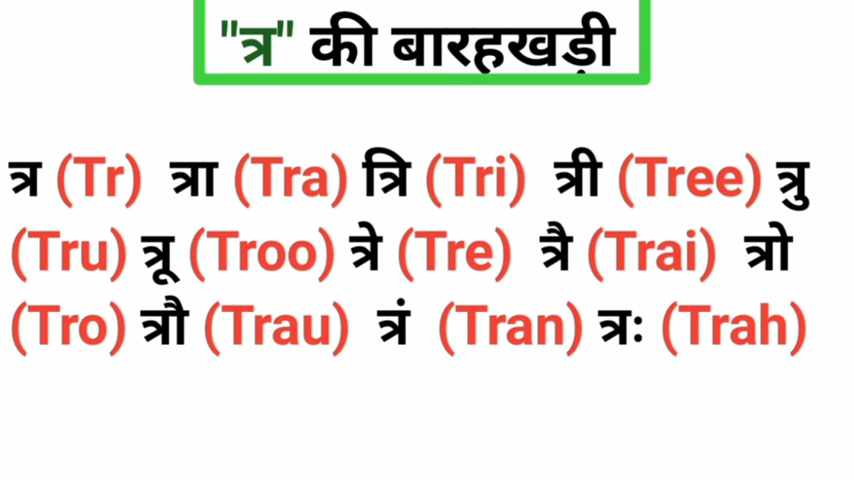 "त्र" की बारहखड़ी
त्र (Tr) त्रा (Tra) त्रि (Tri) त्री (Tree) त्रु
(Tru) त्रू (Troo) त्रे (Tre) त्रै (Trai) त्रो
(Tro) त्रौ (Trau) त्रं (Tran) त्रः (Trah)